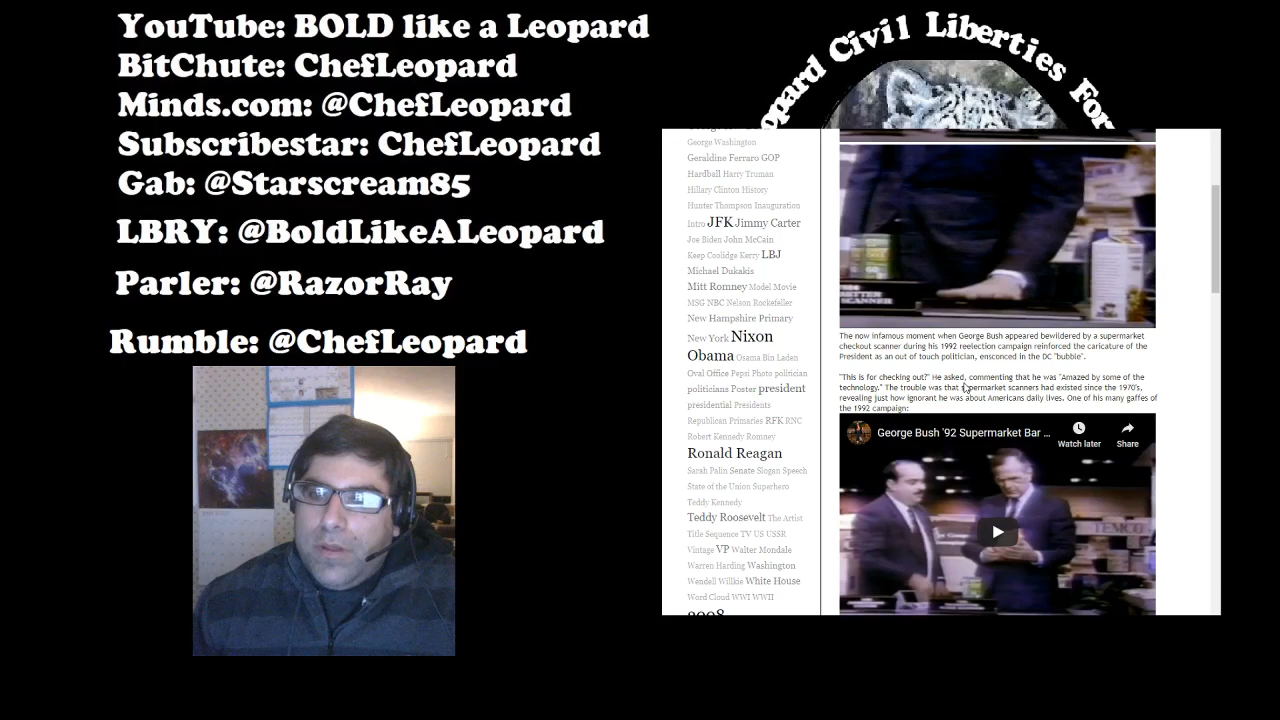 YouTube: BOLD like a Leopard
BitChute: ChefLeopard
Minds.com: @ChefLeopard
Subscribestar: ChefLeopard
Gab: @Starscream85
LBRY: @BoldLikeALeopard
Parler: @RazorRay
Rumble: @ChefLeopard
Civil Liberties
George Washington
Geraldine Ferraro GOP
Hardball Harry Truman
Hillary Clinton History
Hunter Thompson Inauguration
Intro JFK Jimmy Carter
Joe Biden John McCain
Keep Coolidge Kerry LBJ
Michael Dukakis
Mitt Romney Model Movie
MSG NBC Nelson Rockefeller
New Hampshire Primary
New York Nixon
Obama Osama Bin Laden
Oval Office Pepsi Photo politician
politicians Poster president
presidential Presidents
Republican Primaries RFK RNC
Robert Kennedy Romney
Ronald Reagan
Sarah Palin Senate Slogan Speech
State of the Union Superhero
Teddy Kennedy
Teddy Roosevelt The Artist
Title Sequence TV US USSR
Vintage VP Walter Mondale
Warren Harding Washington
Wendell Willkie White House
Word Cloud WWI WWII
2008
SCANNER
The now infamous moment when George Bush appeared bewildered by a supermarket
checkout scanner during his 1992 reelection campaign reinforced the caricature of the
President as an out of touch politician, ensconced in the DC "bubble".
"This is for checking out?" He asked, commenting that he was "Amazed by some of the
technology." The trouble was that supermarket scanners had existed since the 1970's,
revealing just how ignorant he was about Americans daily lives. One of his many gaffes of
the 1992 campaign:
George Bush '92 Supermarket Bar ...
Watch later
Share